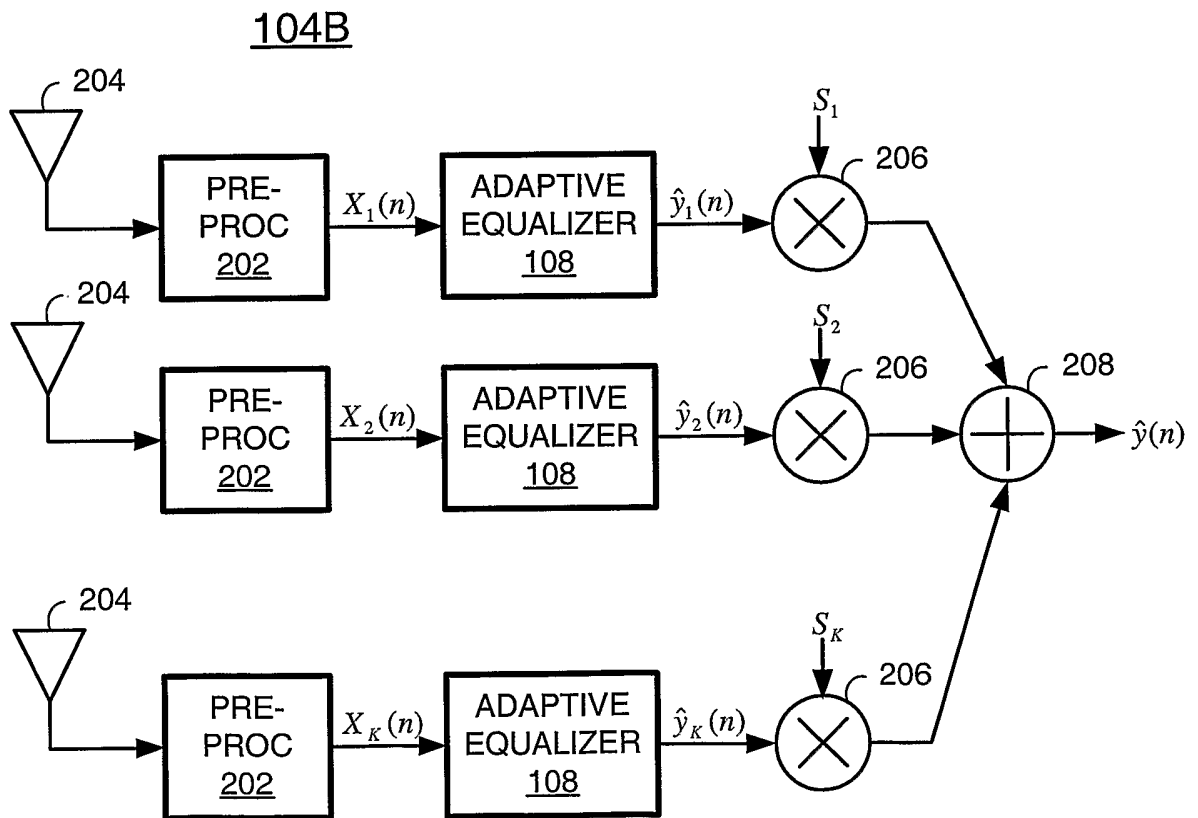 104B
204
S₁
206
PRE-
PROC
202
X₁(n)
ADAPTIVE
EQUALIZER
108
ŷ₁(n)
204
S₂
206
208
PRE-
PROC
202
X₂(n)
ADAPTIVE
EQUALIZER
108
ŷ₂(n)
ŷ(n)
204
S_K
206
PRE-
PROC
202
X_K(n)
ADAPTIVE
EQUALIZER
108
ŷ_K(n)